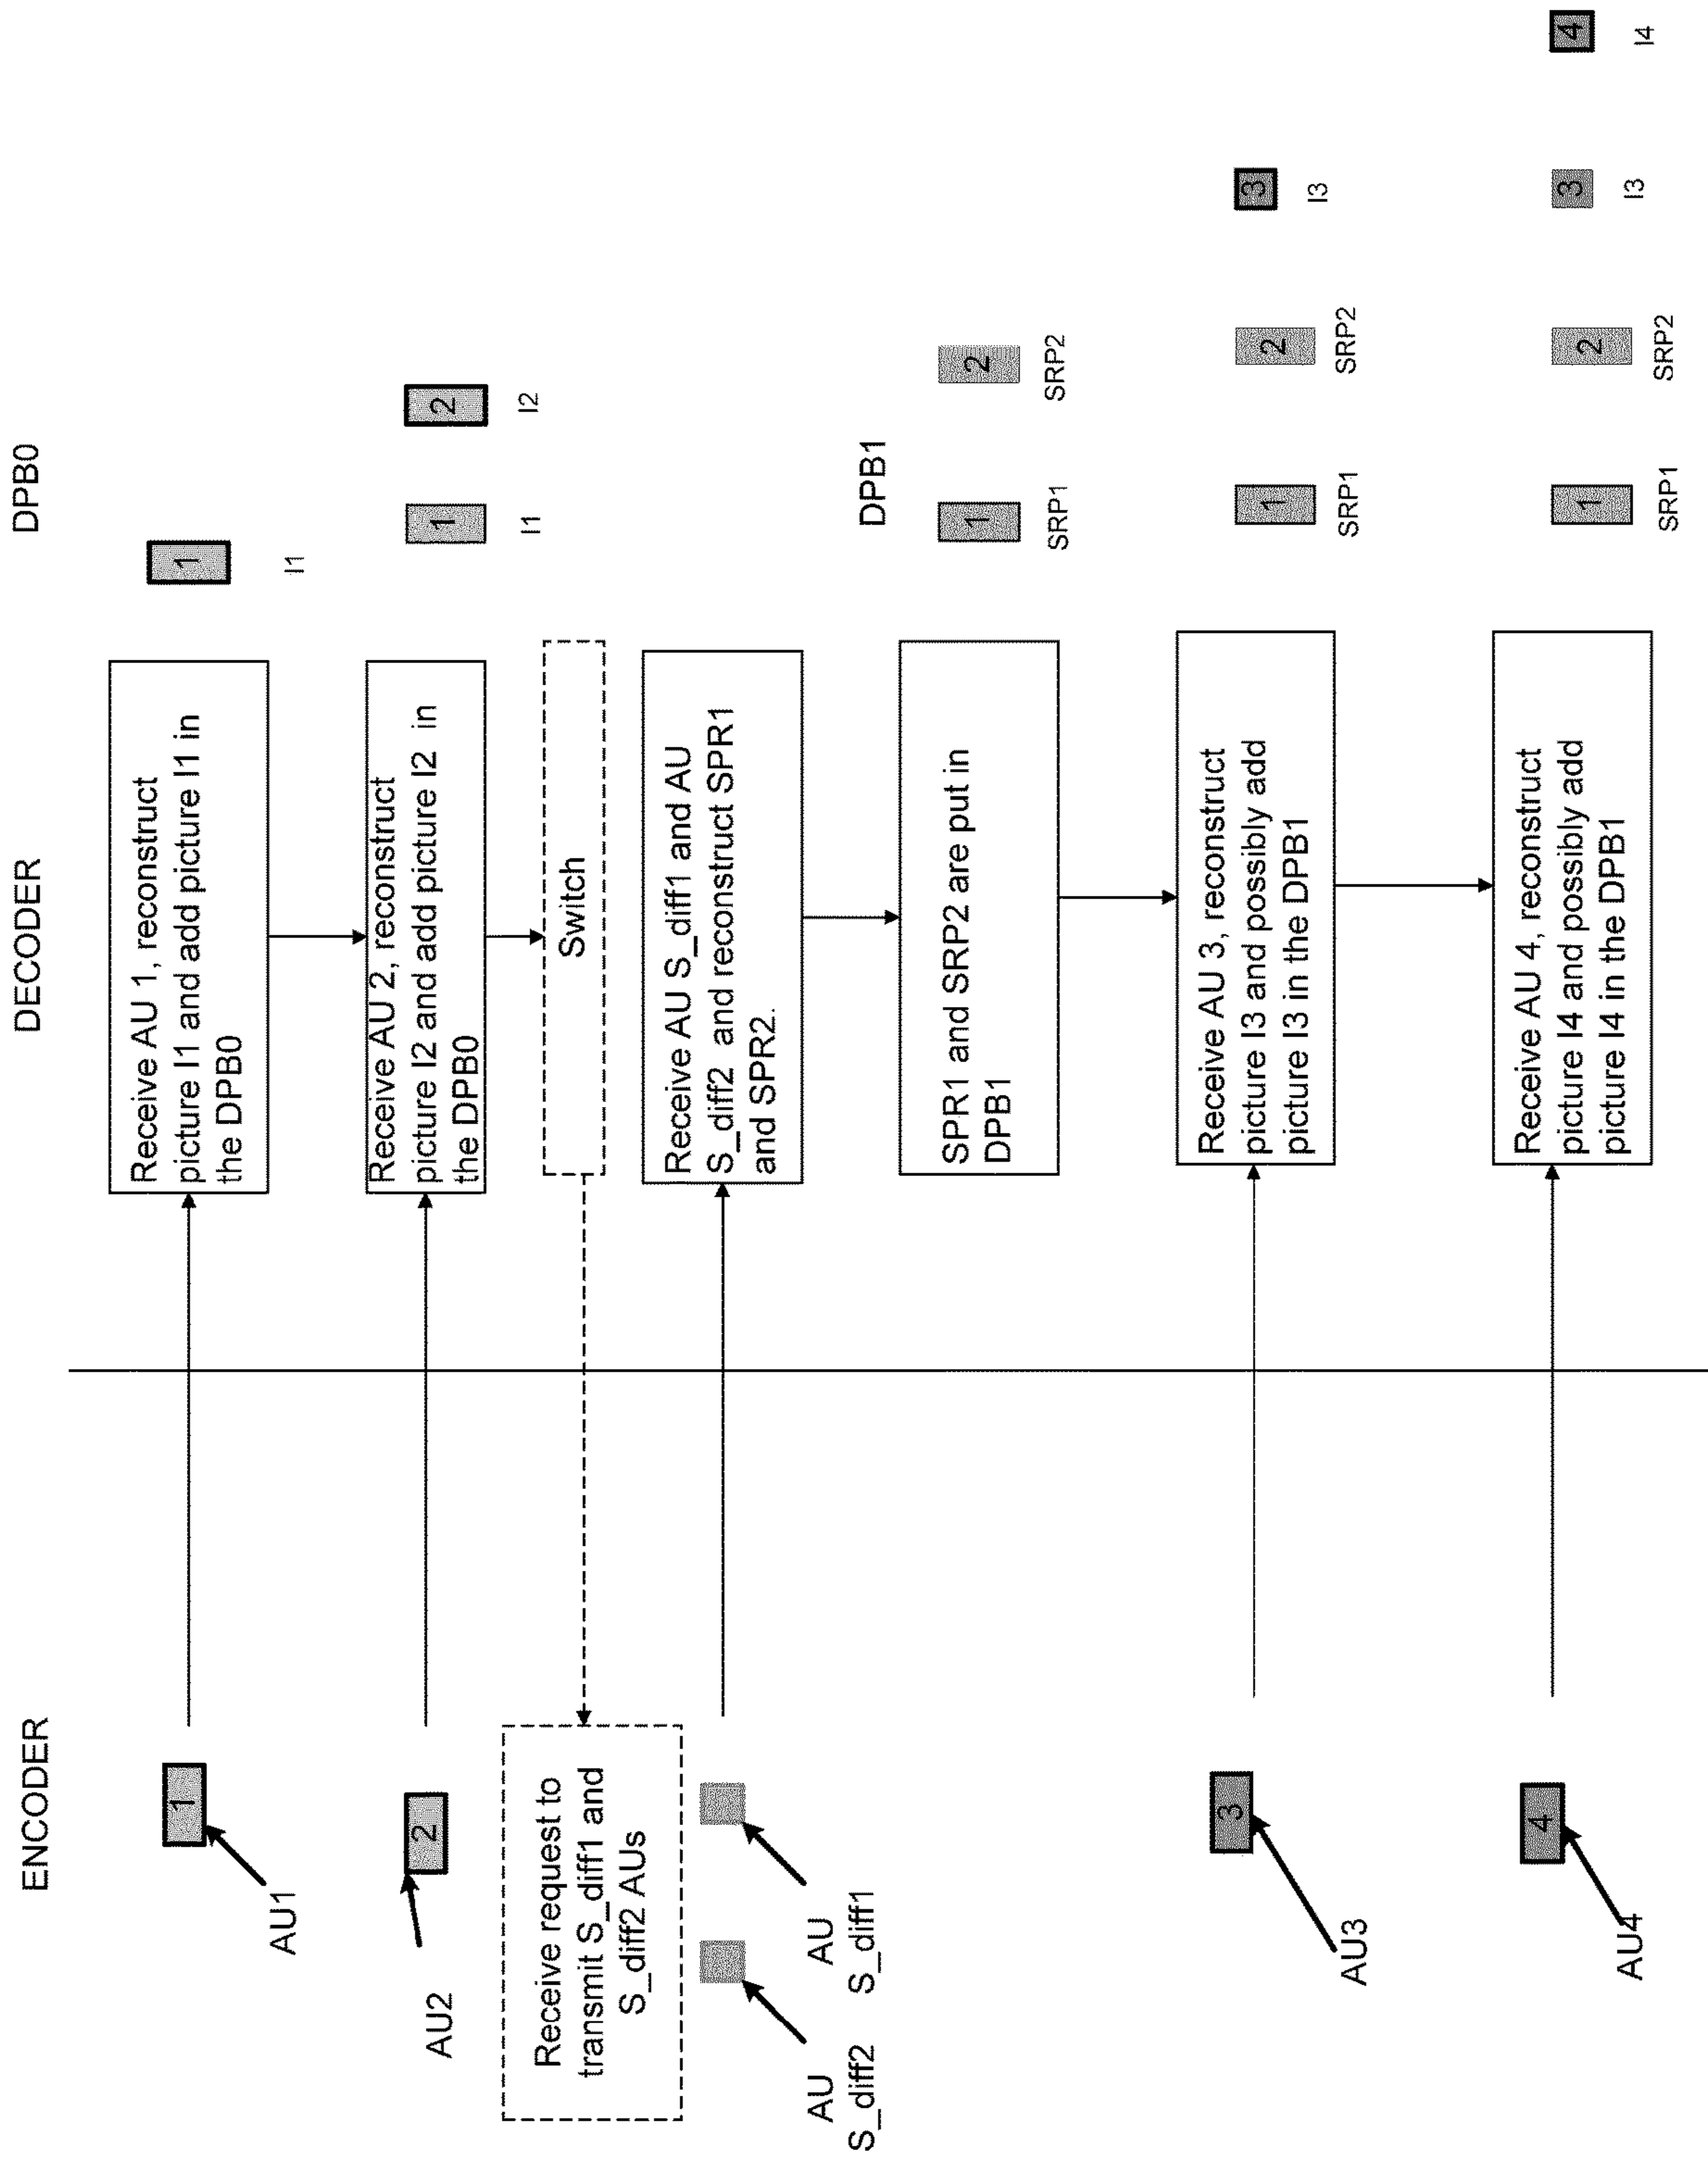 ENCODER
DECODER
DPB0
1
AU1
Receive AU 1, reconstruct
picture I1 and add picture I1 in
the DPB0
1
I1
2
AU2
Receive AU 2, reconstruct
picture I2 and add picture I2 in
the DPB0
1
I1
2
I2
Switch
Receive request to
transmit S_diff1 and
S_diff2 AUs
AU
S_diff2
AU
S_diff1
Receive AU S_diff1 and AU
S_diff2 and reconstruct SPR1
and SPR2.
DPB1
SPR1 and SRP2 are put in
DPB1
1
SRP1
2
SRP2
3
AU3
Receive AU 3, reconstruct
picture I3 and possibly add
picture I3 in the DPB1
1
SRP1
2
SRP2
3
I3
4
AU4
Receive AU 4, reconstruct
picture I4 and possibly add
picture I4 in the DPB1
1
SRP1
2
SRP2
3
I3
4
I4